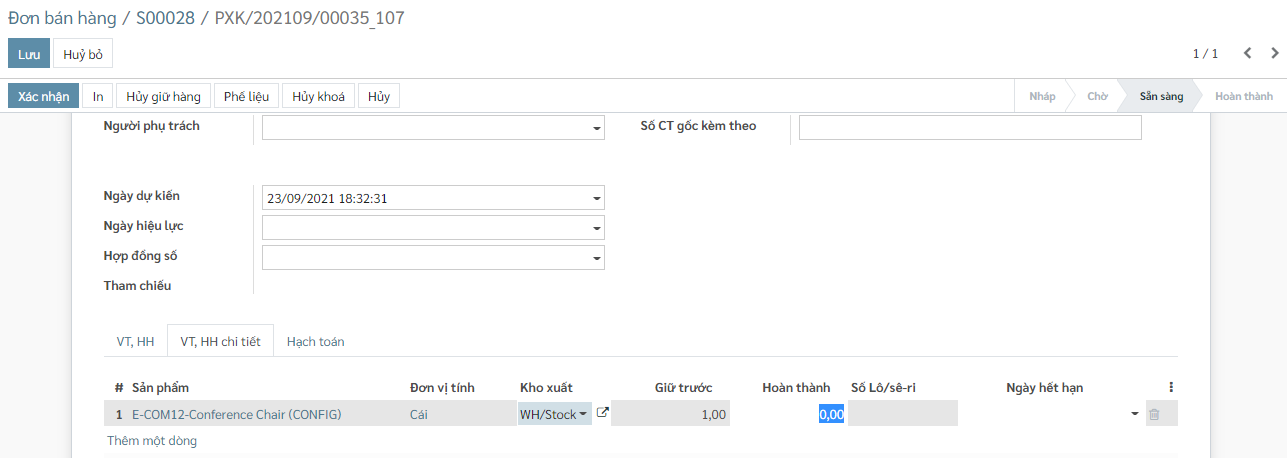 Đơn bán hàng / S00028 / PXK/202109/00035_107
Lưu Huỷ bỏ 1 / 1
Xác nhận In Hủy giữ hàng Phế liệu Hủy khoá Hủy Nháp Chờ Sẵn sàng Hoàn thành
Người phụ trách Số CT gốc kèm theo
Ngày dự kiến 23/09/2021 18:32:31
Ngày hiệu lực
Hợp đồng số
Tham chiếu
VT, HH VT, HH chi tiết Hạch toán
# Sản phẩm Đơn vị tính Kho xuất Giữ trước Hoàn thành Số Lô/sê-ri Ngày hết hạn
1 E-COM12-Conference Chair (CONFIG) Cái WH/Stock 1,00 0,00
Thêm một dòng